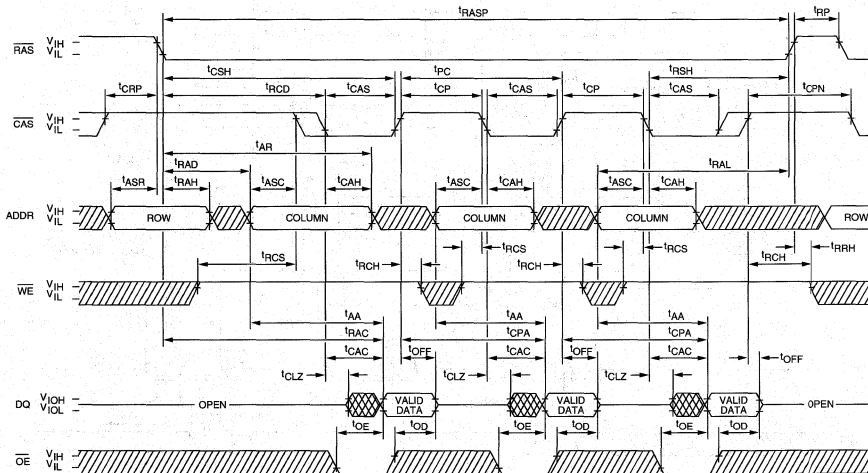 tRASP tRP
RAS VIH
VIL
tCSH tPC tRSH
tCRP tRCD tCAS tCP tCAS tCP tCAS tCPN
CAS VIH
VIL
tAR
tRAD tRAL
tASR tRAH tASC tCAH tASC tCAH tASC tCAH
ADDR VIH
VIL
ROW COLUMN COLUMN COLUMN ROW
tRCS tRCH tRCS tRCH tRCS tRCH tRRH
WE VIH
VIL
tAA tAA tAA
tRAC tCPA tCPA
tCAC tOFF tCAC tOFF tCAC tOFF
tCLZ tCLZ tCLZ
DQ VIOH
VIOL
OPEN VALID DATA VALID DATA VALID DATA OPEN
tOE tOD tOE tOD tOE tOD
OE VIH
VIL